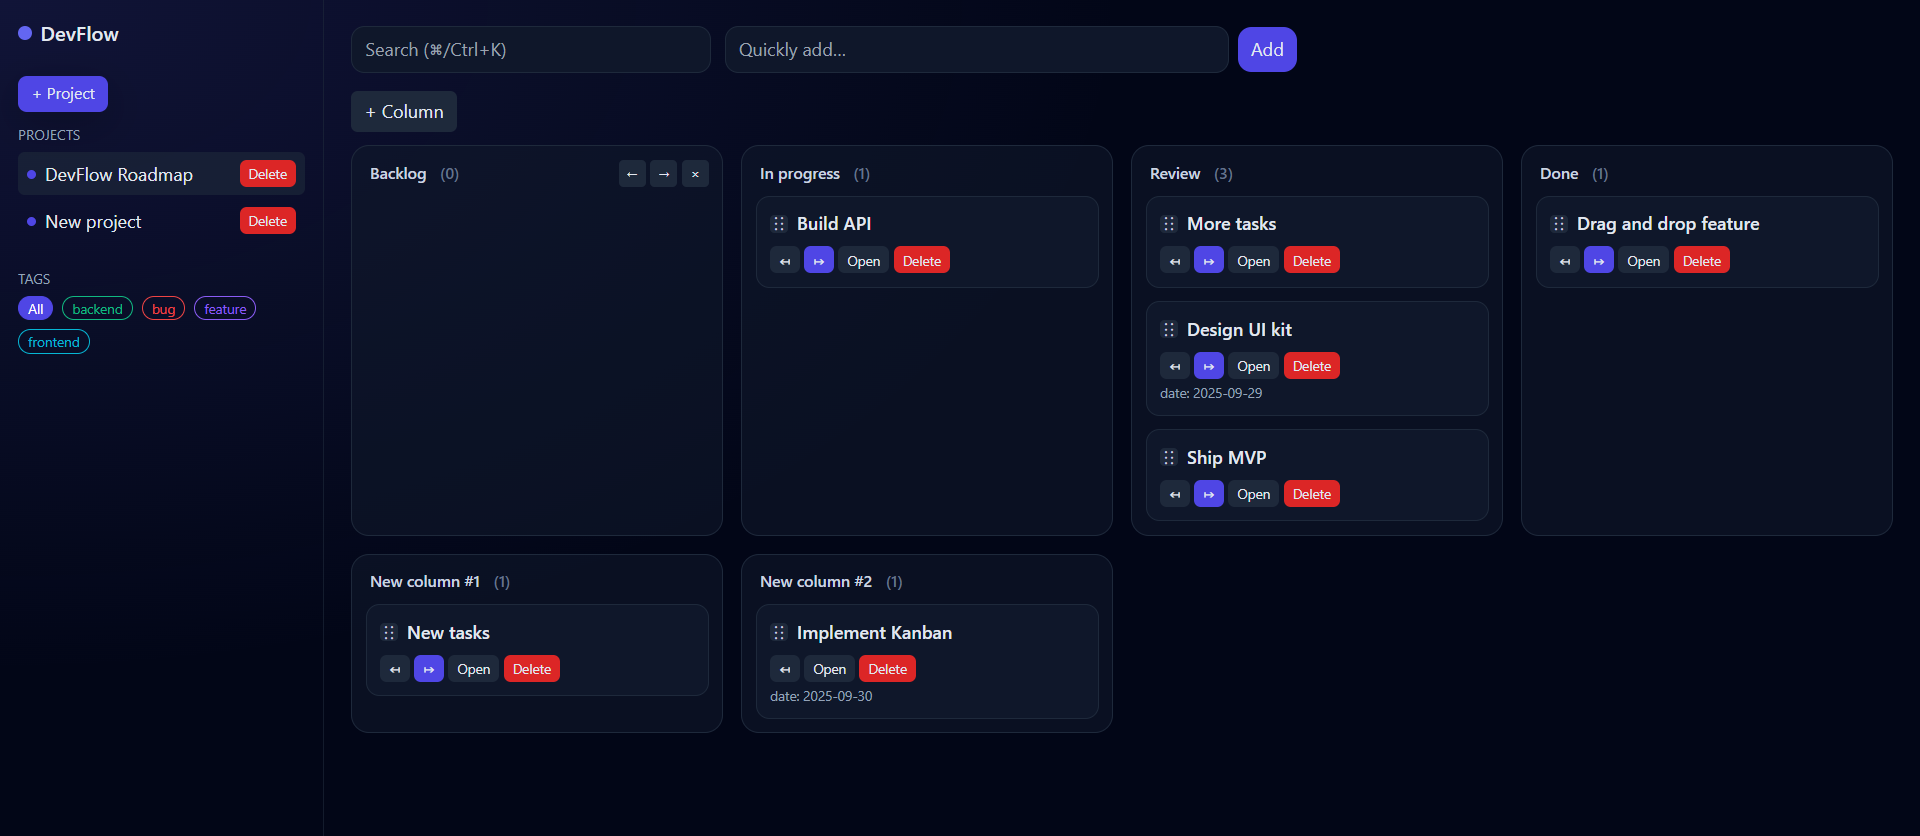 DevFlow
+ Project
PROJECTS
DevFlow Roadmap Delete
New project Delete
TAGS
All backend bug feature
frontend
Search (⌘/Ctrl+K) Quickly add... Add
+ Column
Backlog (0) ← → ×
In progress (1)
Build API
↤ ↦ Open Delete
Review (3)
More tasks
↤ ↦ Open Delete
Design UI kit
↤ ↦ Open Delete
date: 2025-09-29
Ship MVP
↤ ↦ Open Delete
Done (1)
Drag and drop feature
↤ ↦ Open Delete
New column #1 (1)
New tasks
↤ ↦ Open Delete
New column #2 (1)
Implement Kanban
↤ Open Delete
date: 2025-09-30